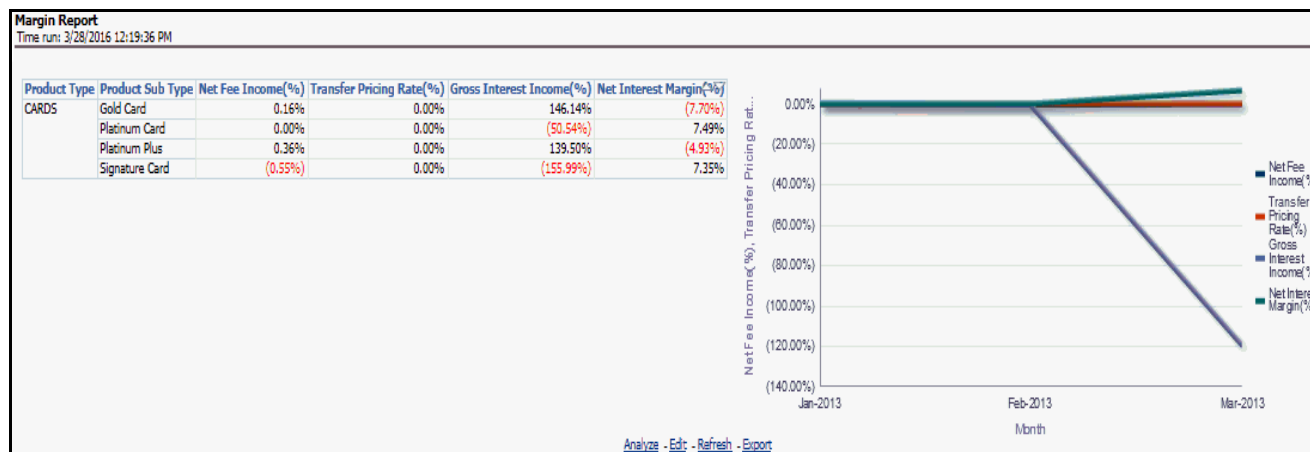 Margin Report
Time run: 3/28/2016 12:19:36 PM
Product Type Product Sub Type Net Fee Income(%) Transfer Pricing Rate(%) Gross Interest Income(%) Net Interest Margin(%)
CARDS Gold Card 0.16% 0.00% 146.14% (7.70%)
Platinum Card 0.00% 0.00% (50.54%) 7.49%
Platinum Plus 0.36% 0.00% 139.50% (4.93%)
Signature Card (0.55%) 0.00% (155.99%) 7.35%
Net Fee Income(%), Transfer Pricing Rat...
0.00%
(20.00%)
(40.00%)
(60.00%)
(80.00%)
(100.00%)
(120.00%)
(140.00%)
Jan-2013 Feb-2013 Mar-2013
Month
Net Fee
Income(%
Transfer
Pricing
Rate(%)
Gross
Interest
Income(%
Net Intere
Margin(%
Analyze - Edit - Refresh - Export